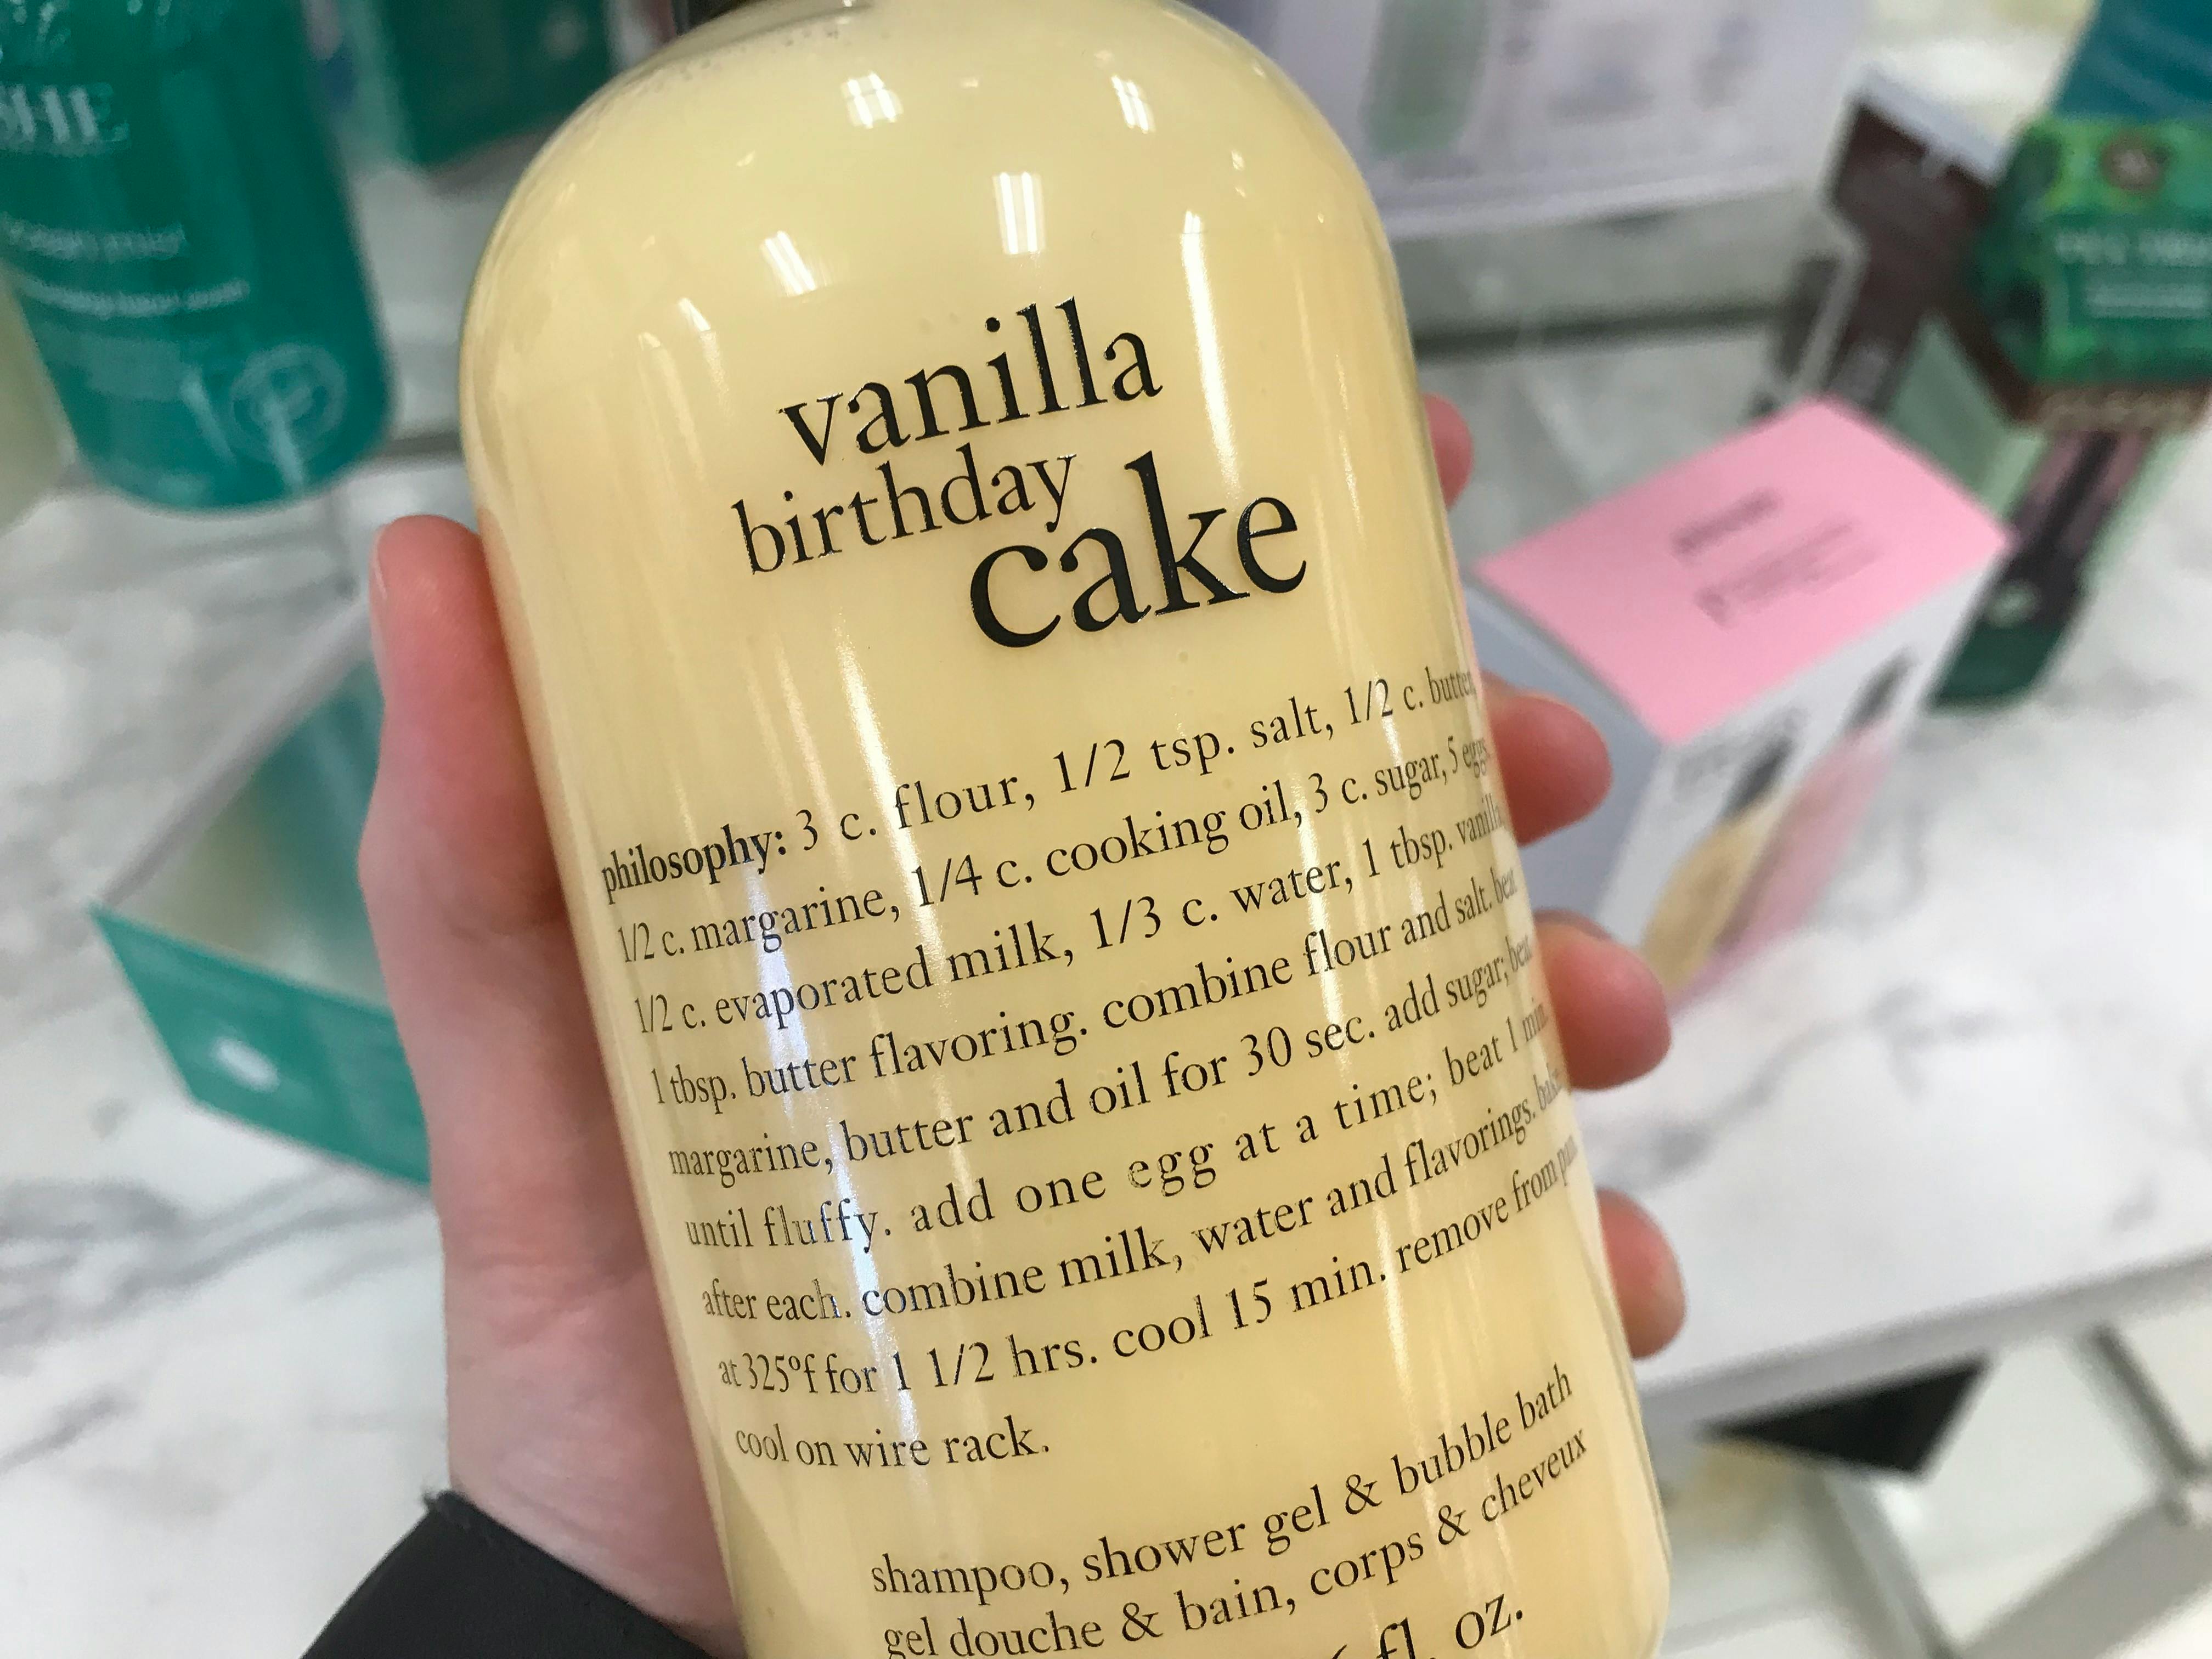 HE
vanilla
birthday
cake
philosophy: 3 c. flour, 1/2 tsp. salt, 1/2 c. butter,
1/2 c. margarine, 1/4 c. cooking oil, 3 c. sugar, 5 eggs,
1/2 c. evaporated milk, 1/3 c. water, 1 tbsp. vanilla,
1 tbsp. butter flavoring. combine flour and salt. beat
margarine, butter and oil for 30 sec. add sugar; beat
until fluffy. add one egg at a time; beat 1 min.
after each. combine milk, water and flavorings. bake
at 325°f for 1 1/2 hrs. cool 15 min. remove from pan.
cool on wire rack.
shampoo, shower gel & bubble bath
gel douche & bain, corps & cheveux
fl. oz.